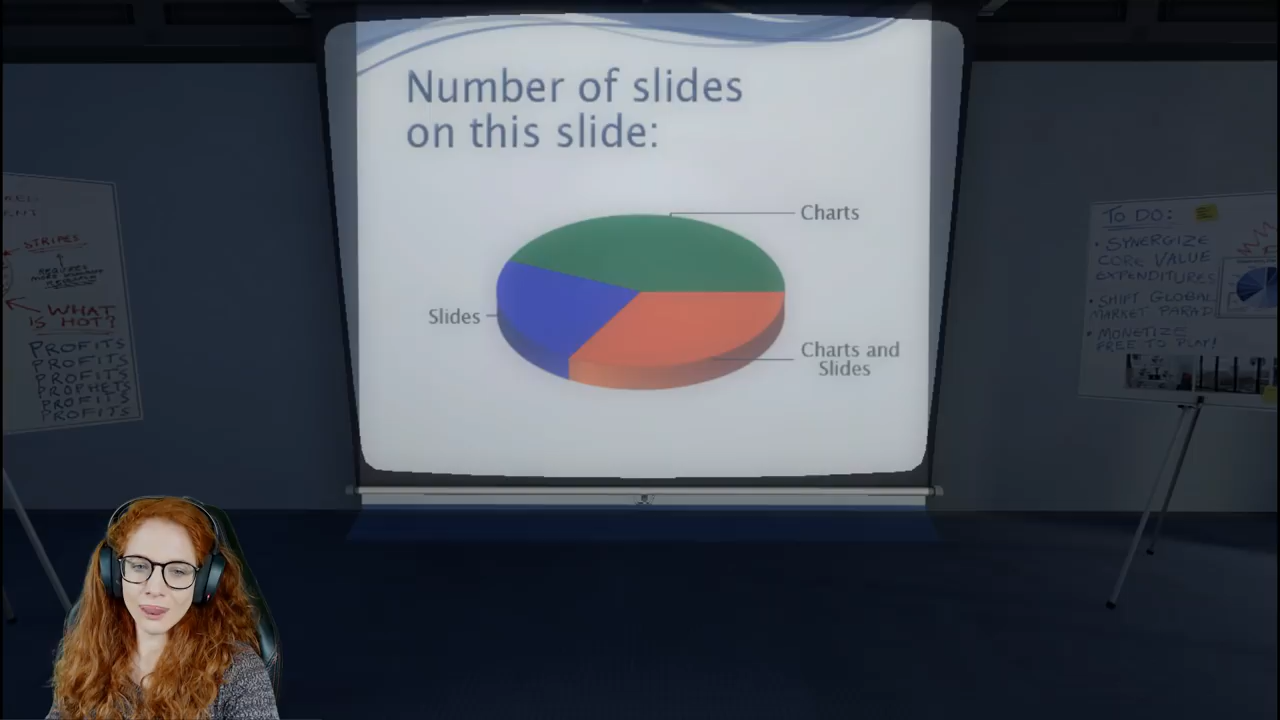 Number of slides
on this slide:
Charts
Slides
Charts and
Slides
STRIPES
WHAT
IS HOT?
PROFITS
PROFITS
PROFITS
PROPHETS
PROFITS
PROFITS
TO DO:
• SYNERGIZE
CORE VALUE
EXPENDITURES
• SHIFT GLOBAL
MARKET PARAD
• MONETIZE
FREE TO PLAY!